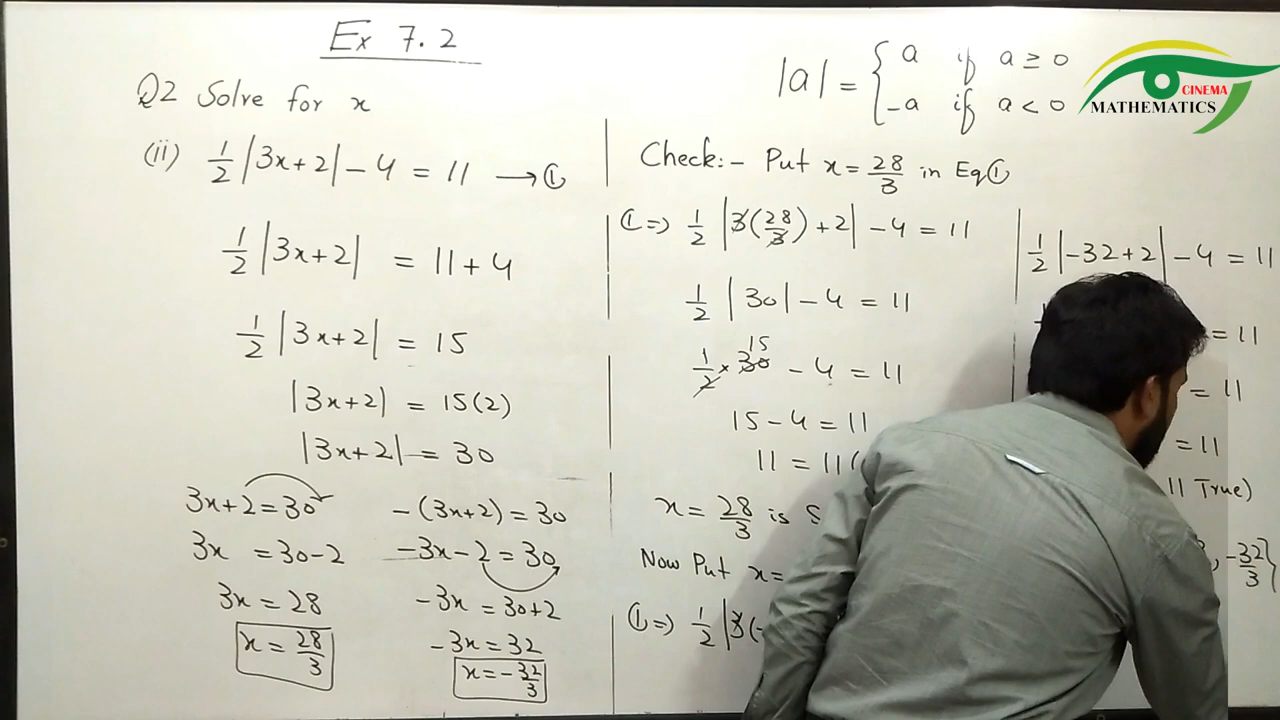 Ex 7.2
Q2 Solve for x
(ii) 1/2 |3x+2| - 4 = 11 → ①
1/2 |3x+2| = 11+4
1/2 |3x+2| = 15
|3x+2| = 15(2)
|3x+2| = 30
3x+2 = 30
3x = 30-2
3x = 28
x = 28/3
-(3x+2) = 30
-3x-2 = 30
-3x = 30+2
-3x = 32
x = -32/3
|a| = { a if a ≥ 0
-a if a < 0
CINEMA
MATHEMATICS
Check:- Put x = 28/3 in Eq①
①=> 1/2 |3(28/3)+2| - 4 = 11
1/2 |30| - 4 = 11
1/2 × 30 15 - 4 = 11
15 - 4 = 11
11 = 11(
x = 28/3 is
Now Put x =
①=> 1/2 |3(-
1/2 |-32+2| - 4 = 11
= 11
= 11
= 11
11 True)
, -32/3}